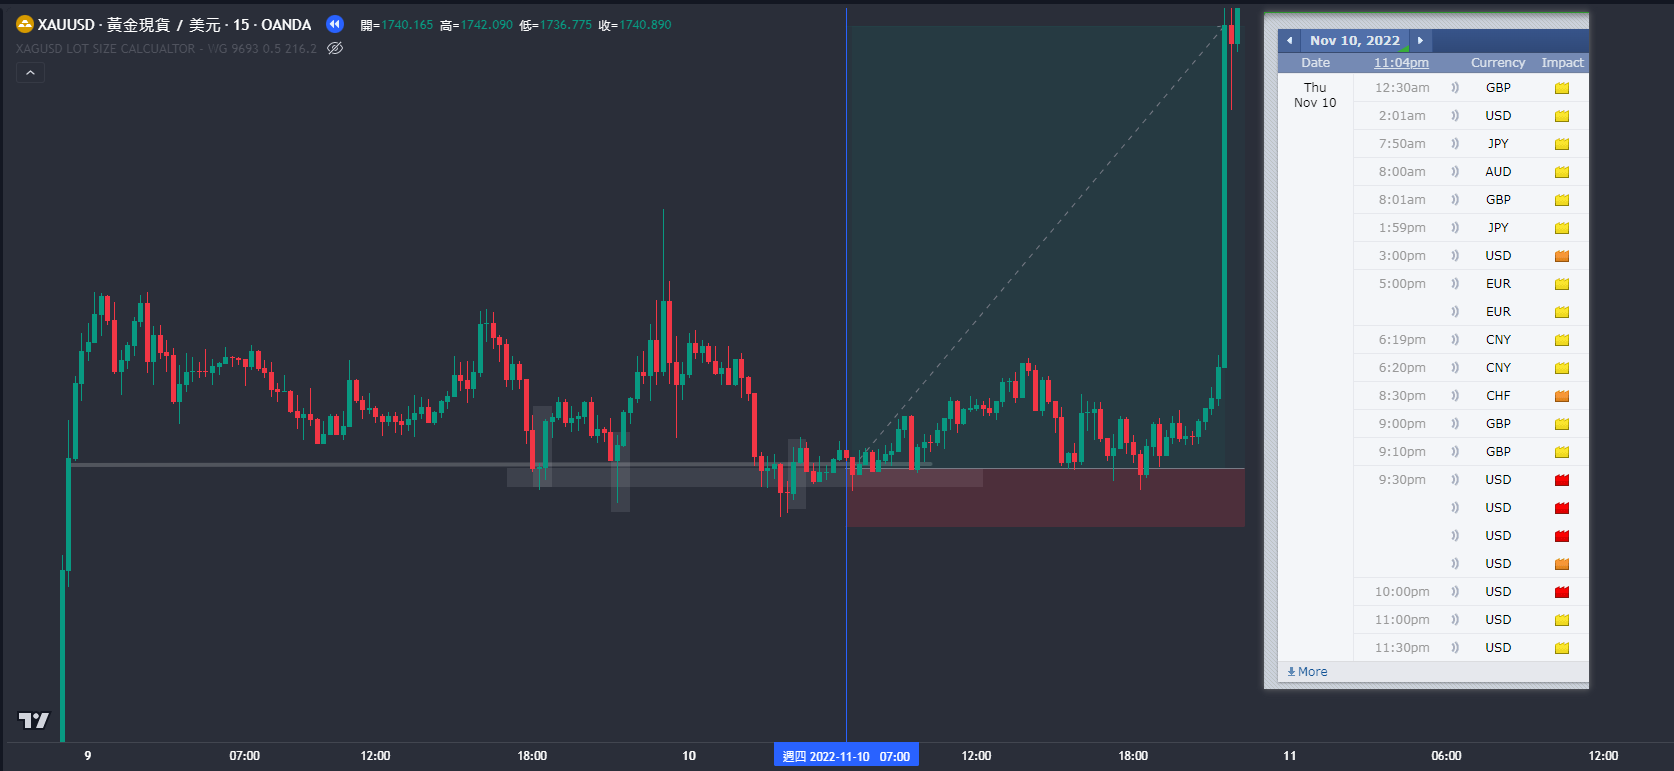 XAUUSD · 黃金現貨 / 美元 · 15 · OANDA 開=1740.165 高=1742.090 低=1736.775 收=1740.890
XAGUSD LOT SIZE CALCUALTOR - WG 9693 0.5 216.2
Nov 10, 2022
Date 11:04pm Currency Impact
Thu
Nov 10
12:30am GBP
2:01am USD
7:50am JPY
8:00am AUD
8:01am GBP
1:59pm JPY
3:00pm USD
5:00pm EUR
EUR
6:19pm CNY
6:20pm CNY
8:30pm CHF
9:00pm GBP
9:10pm GBP
9:30pm USD
USD
USD
USD
10:00pm USD
11:00pm USD
11:30pm USD
More
9 07:00 12:00 18:00 10 週四 2022-11-10 07:00 12:00 18:00 11 06:00 12:00